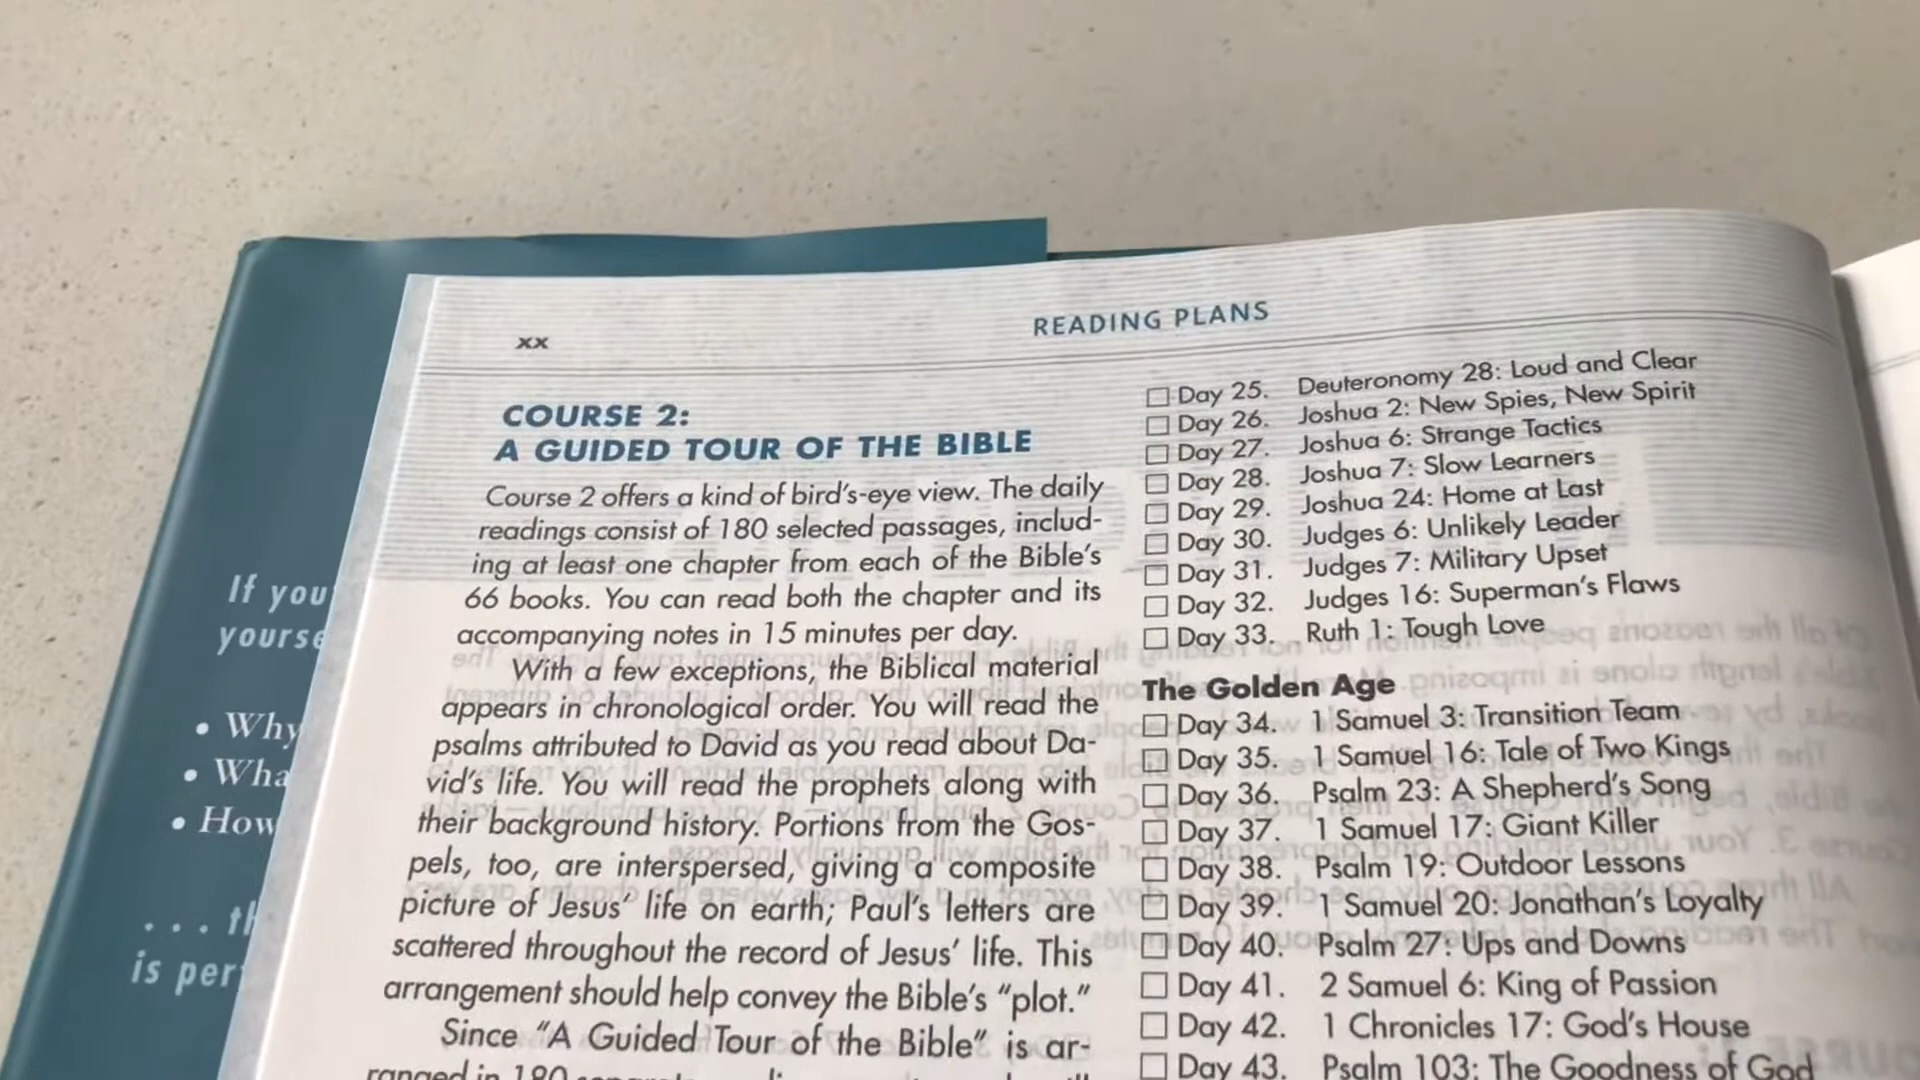 xx
READING PLANS
COURSE 2:
A GUIDED TOUR OF THE BIBLE
Course 2 offers a kind of bird's-eye view. The daily
readings consist of 180 selected passages, includ-
ing at least one chapter from each of the Bible's
66 books. You can read both the chapter and its
accompanying notes in 15 minutes per day.
With a few exceptions, the Biblical material
appears in chronological order. You will read the
psalms attributed to David as you read about Da-
vid's life. You will read the prophets along with
their background history. Portions from the Gos-
pels, too, are interspersed, giving a composite
picture of Jesus' life on earth; Paul's letters are
scattered throughout the record of Jesus' life. This
arrangement should help convey the Bible's "plot."
Since "A Guided Tour of the Bible" is ar-
ranged in 180
Day 25. Deuteronomy 28: Loud and Clear
Day 26. Joshua 2: New Spies, New Spirit
Day 27. Joshua 6: Strange Tactics
Day 28. Joshua 7: Slow Learners
Day 29. Joshua 24: Home at Last
Day 30. Judges 6: Unlikely Leader
Day 31. Judges 7: Military Upset
Day 32. Judges 16: Superman's Flaws
Day 33. Ruth 1: Tough Love
The Golden Age
Day 34. 1 Samuel 3: Transition Team
Day 35. 1 Samuel 16: Tale of Two Kings
Day 36. Psalm 23: A Shepherd's Song
Day 37. 1 Samuel 17: Giant Killer
Day 38. Psalm 19: Outdoor Lessons
Day 39. 1 Samuel 20: Jonathan's Loyalty
Day 40. Psalm 27: Ups and Downs
Day 41. 2 Samuel 6: King of Passion
Day 42. 1 Chronicles 17: God's House
Day 43. Psalm 103: The Goodness of God
If you
yourse
• Why
• Wha
• How
. . . th
is per